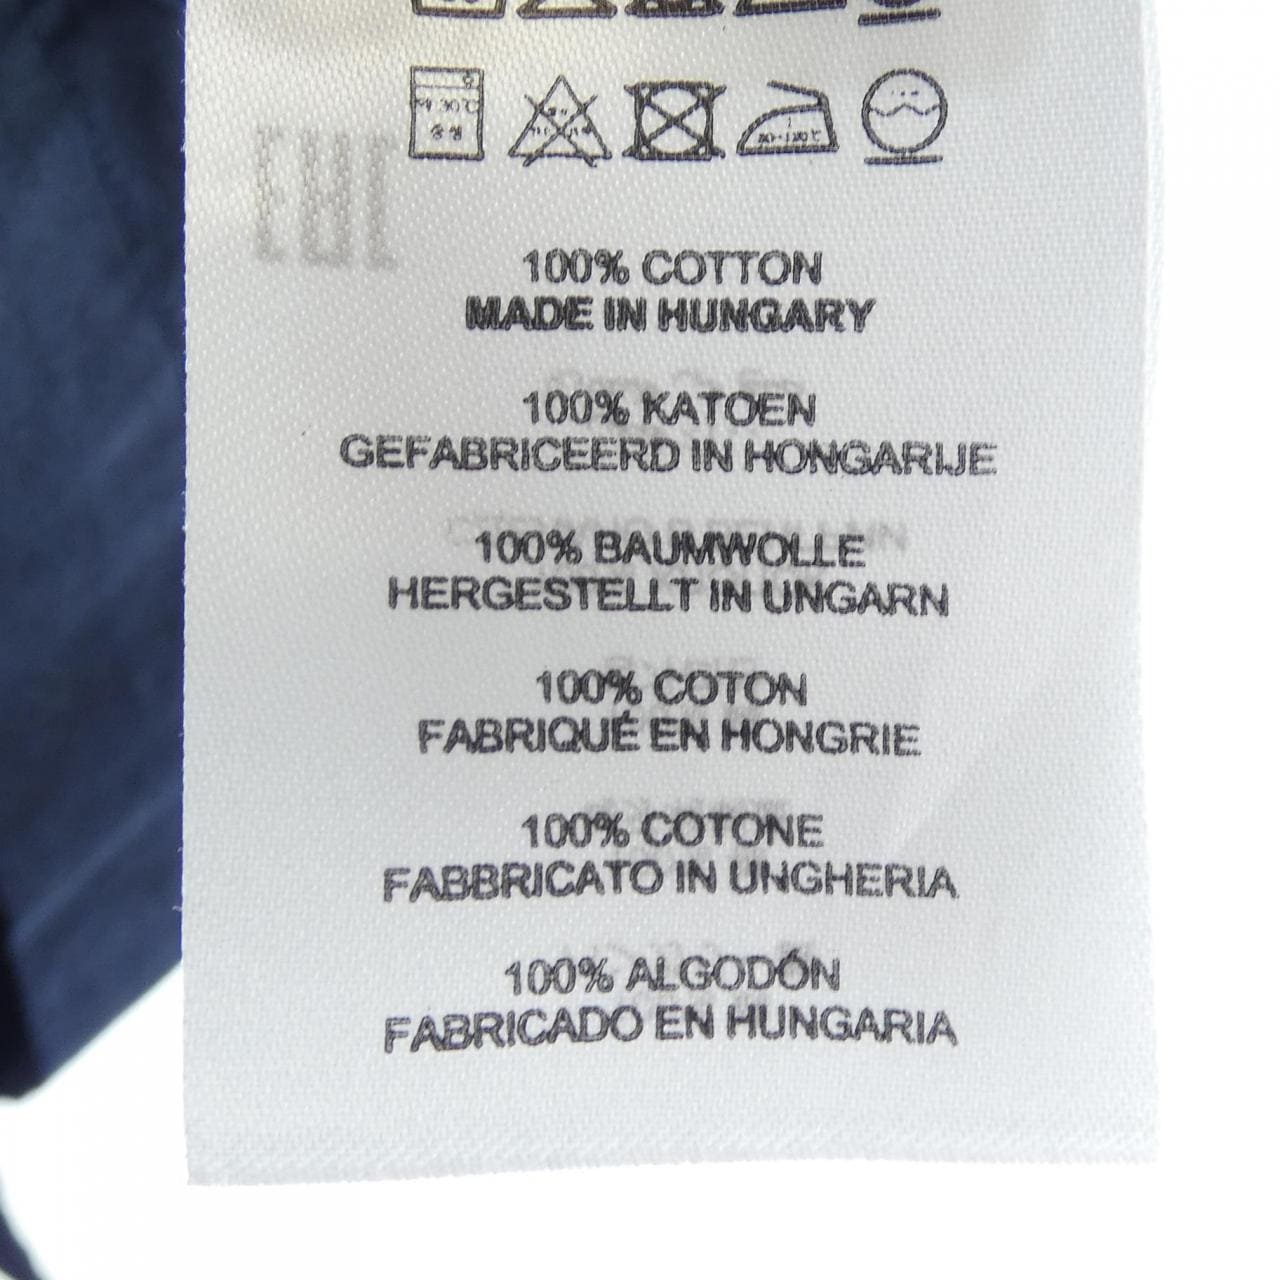 100% COTTON
MADE IN HUNGARY
100% KATOEN
GEFABRICEERD IN HONGARIJE
100% BAUMWOLLE
HERGESTELLT IN UNGARN
100% COTON
FABRIQUÉ EN HONGRIE
100% COTONE
FABBRICATO IN UNGHERIA
100% ALGODÓN
FABRICADO EN HUNGARIA